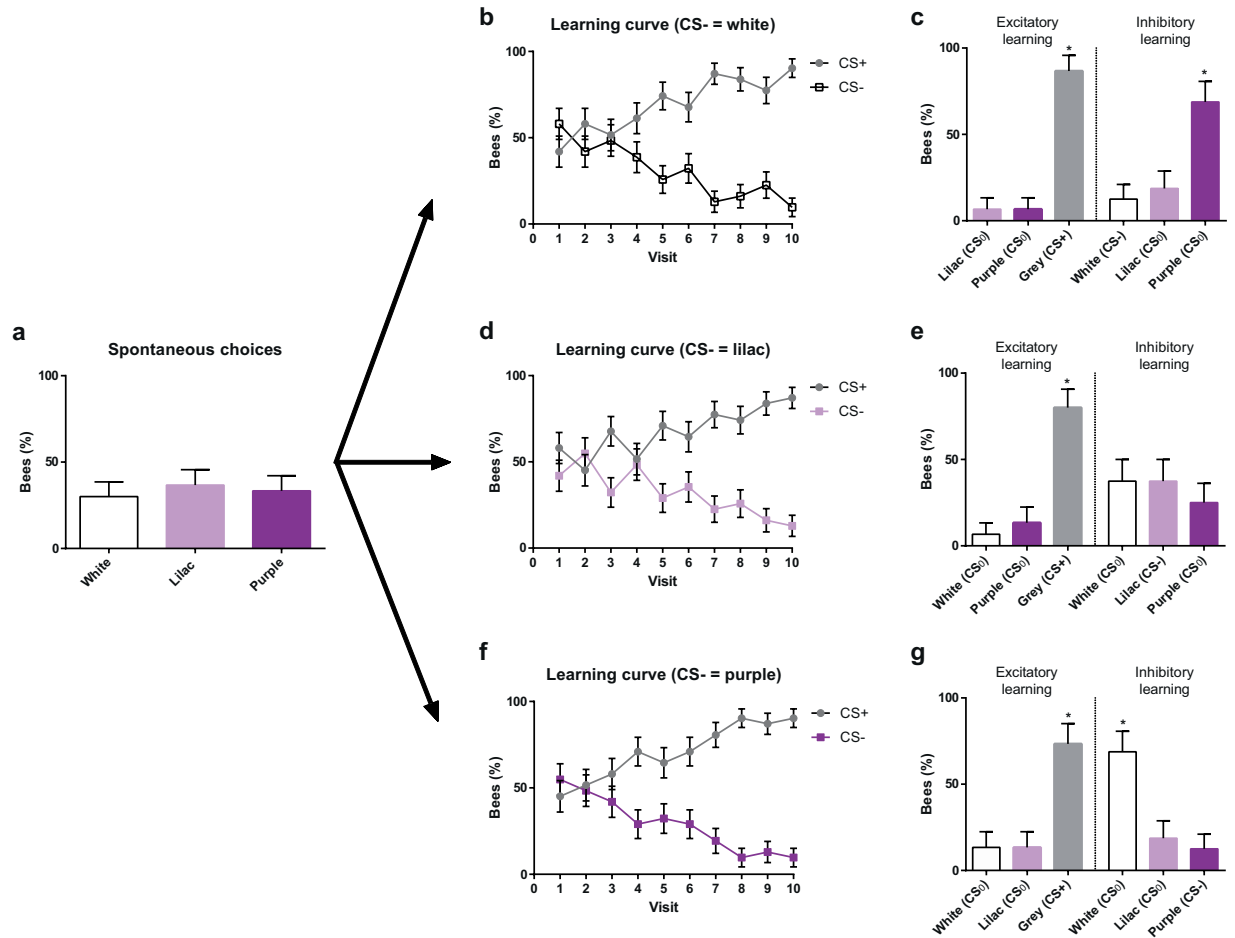 a
Spontaneous choices
Bees (%)
100
50
0
White
Lilac
Purple
b
Learning curve (CS- = white)
Bees (%)
100
50
0
0 1 2 3 4 5 6 7 8 9 10
Visit
CS+
CS-
c
Excitatory
learning
Inhibitory
learning
Bees (%)
100
50
0
*
*
Lilac (CS0)
Purple (CS0)
Grey (CS+)
White (CS-)
Lilac (CS0)
Purple (CS0)
d
Learning curve (CS- = lilac)
Bees (%)
100
50
0
0 1 2 3 4 5 6 7 8 9 10
Visit
CS+
CS-
e
Excitatory
learning
Inhibitory
learning
Bees (%)
100
50
0
*
White (CS0)
Purple (CS0)
Grey (CS+)
White (CS0)
Lilac (CS-)
Purple (CS0)
f
Learning curve (CS- = purple)
Bees (%)
100
50
0
0 1 2 3 4 5 6 7 8 9 10
Visit
CS+
CS-
g
Excitatory
learning
Inhibitory
learning
Bees (%)
100
50
0
*
*
White (CS0)
Lilac (CS0)
Grey (CS+)
White (CS0)
Lilac (CS0)
Purple (CS-)